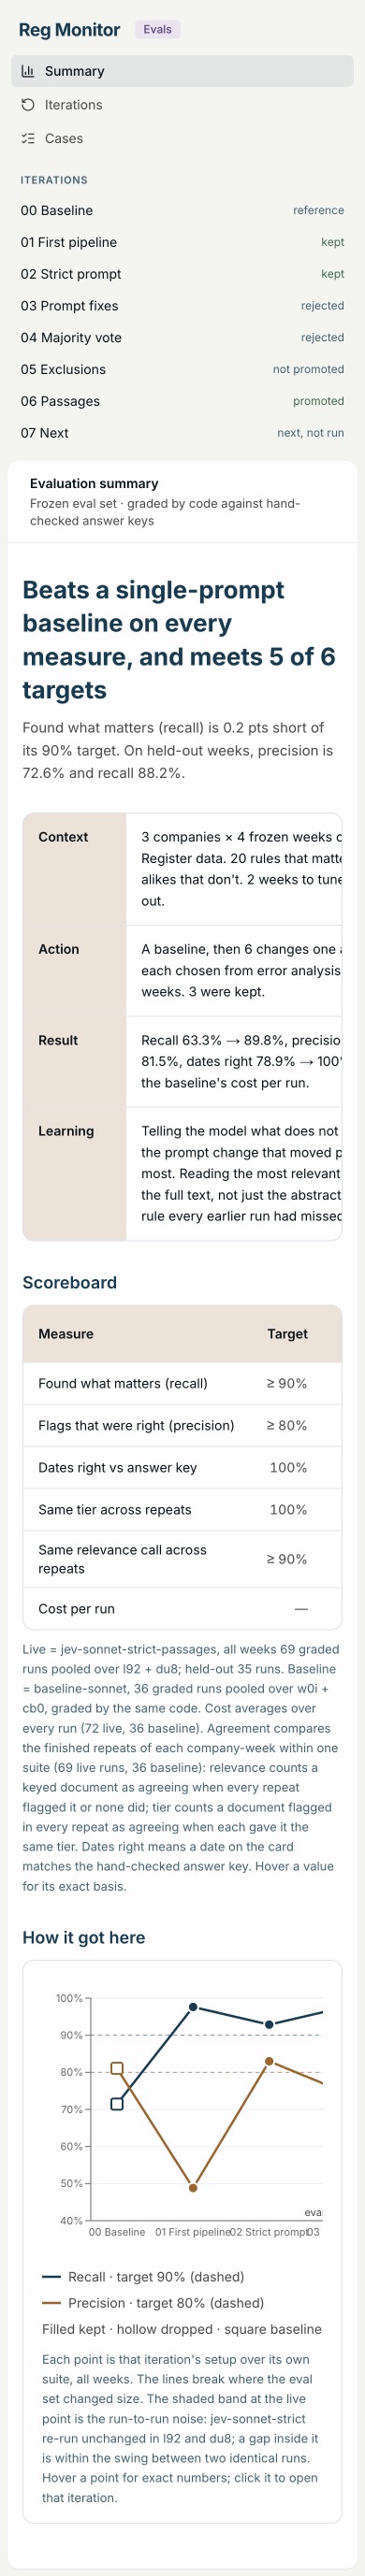 Reg Monitor Evals
Summary
Iterations
Cases
ITERATIONS
00 Baseline reference
01 First pipeline kept
02 Strict prompt kept
03 Prompt fixes rejected
04 Majority vote rejected
05 Exclusions not promoted
06 Passages promoted
07 Next next, not run
Evaluation summary
Frozen eval set · graded by code against hand-
checked answer keys
Beats a single-prompt
baseline on every
measure, and meets 5 of 6
targets
Found what matters (recall) is 0.2 pts short of
its 90% target. On held-out weeks, precision is
72.6% and recall 88.2%.
Context
3 companies × 4 frozen weeks
Register data. 20 rules that
alikes that don't. 2 weeks to
out.
Action
A baseline, then 6 changes one
each chosen from error analysis
weeks. 3 were kept.
Result
Recall 63.3% → 89.8%,
81.5%, dates right 78.9% →
the baseline's cost per run.
Learning
Telling the model what does not
the prompt change that moved
most. Reading the most relevant
the full text, not just the abstract
rule every earlier run had
Scoreboard
Measure Target
Found what matters (recall) ≥ 90%
Flags that were right (precision) ≥ 80%
Dates right vs answer key 100%
Same tier across repeats 100%
Same relevance call across
repeats ≥ 90%
Cost per run —
Live = jev-sonnet-strict-passages, all weeks 69 graded
runs pooled over l92 + du8; held-out 35 runs. Baseline
= baseline-sonnet, 36 graded runs pooled over w0i +
cb0, graded by the same code. Cost averages over
every run (72 live, 36 baseline). Agreement compares
the finished repeats of each company-week within one
suite (69 live runs, 36 baseline): relevance counts a
keyed document as agreeing when every repeat
flagged it or none did; tier counts a document flagged
in every repeat as agreeing when each gave it the
same tier. Dates right means a date on the card
matches the hand-checked answer key. Hover a value
for its exact basis.
How it got here
100%
90%
80%
70%
60%
50%
40%
00 Baseline 01 First pipeline 02 Strict prompt 03
Recall · target 90% (dashed)
Precision · target 80% (dashed)
Filled kept · hollow dropped · square baseline
Each point is that iteration's setup over its own
suite, all weeks. The lines break where the eval
set changed size. The shaded band at the live
point is the run-to-run noise: jev-sonnet-strict
re-run unchanged in l92 and du8; a gap inside it
is within the swing between two identical runs.
Hover a point for exact numbers; click it to open
that iteration.